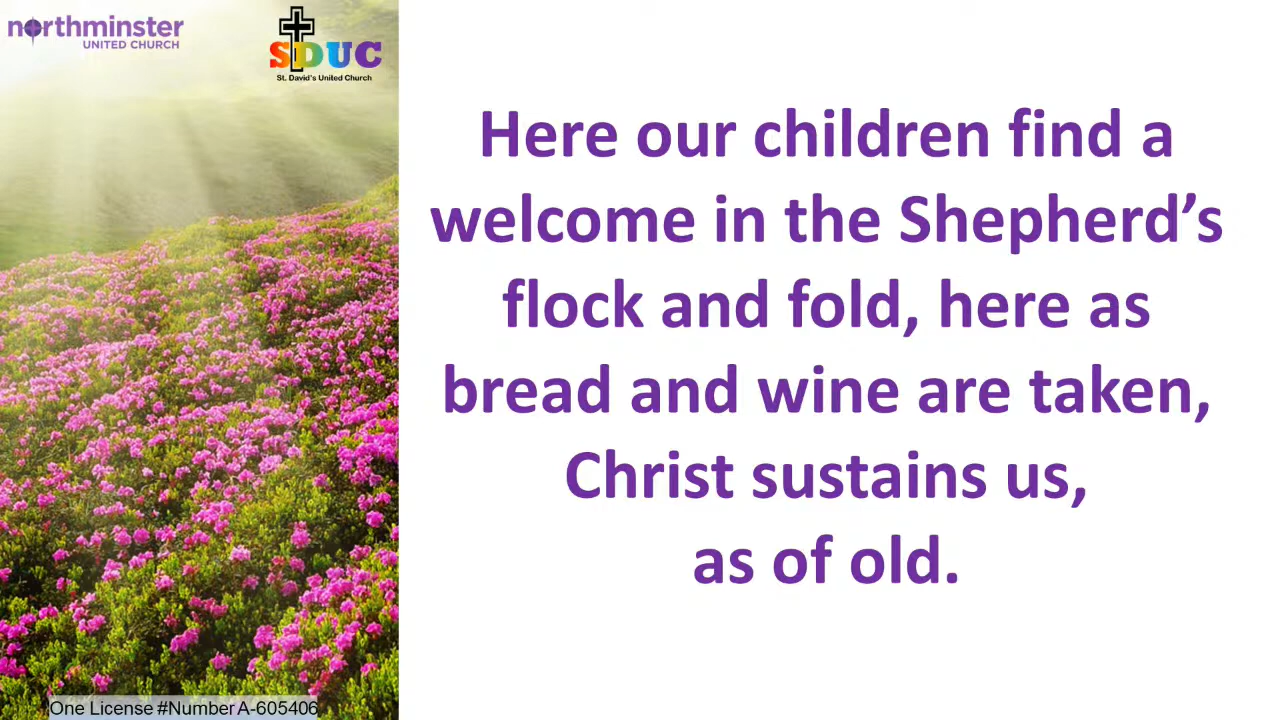 northminster
UNITED CHURCH
SDUC
St. David's United Church
Here our children find a
welcome in the Shepherd’s
flock and fold, here as
bread and wine are taken,
Christ sustains us,
as of old.
One License #Number A-605406